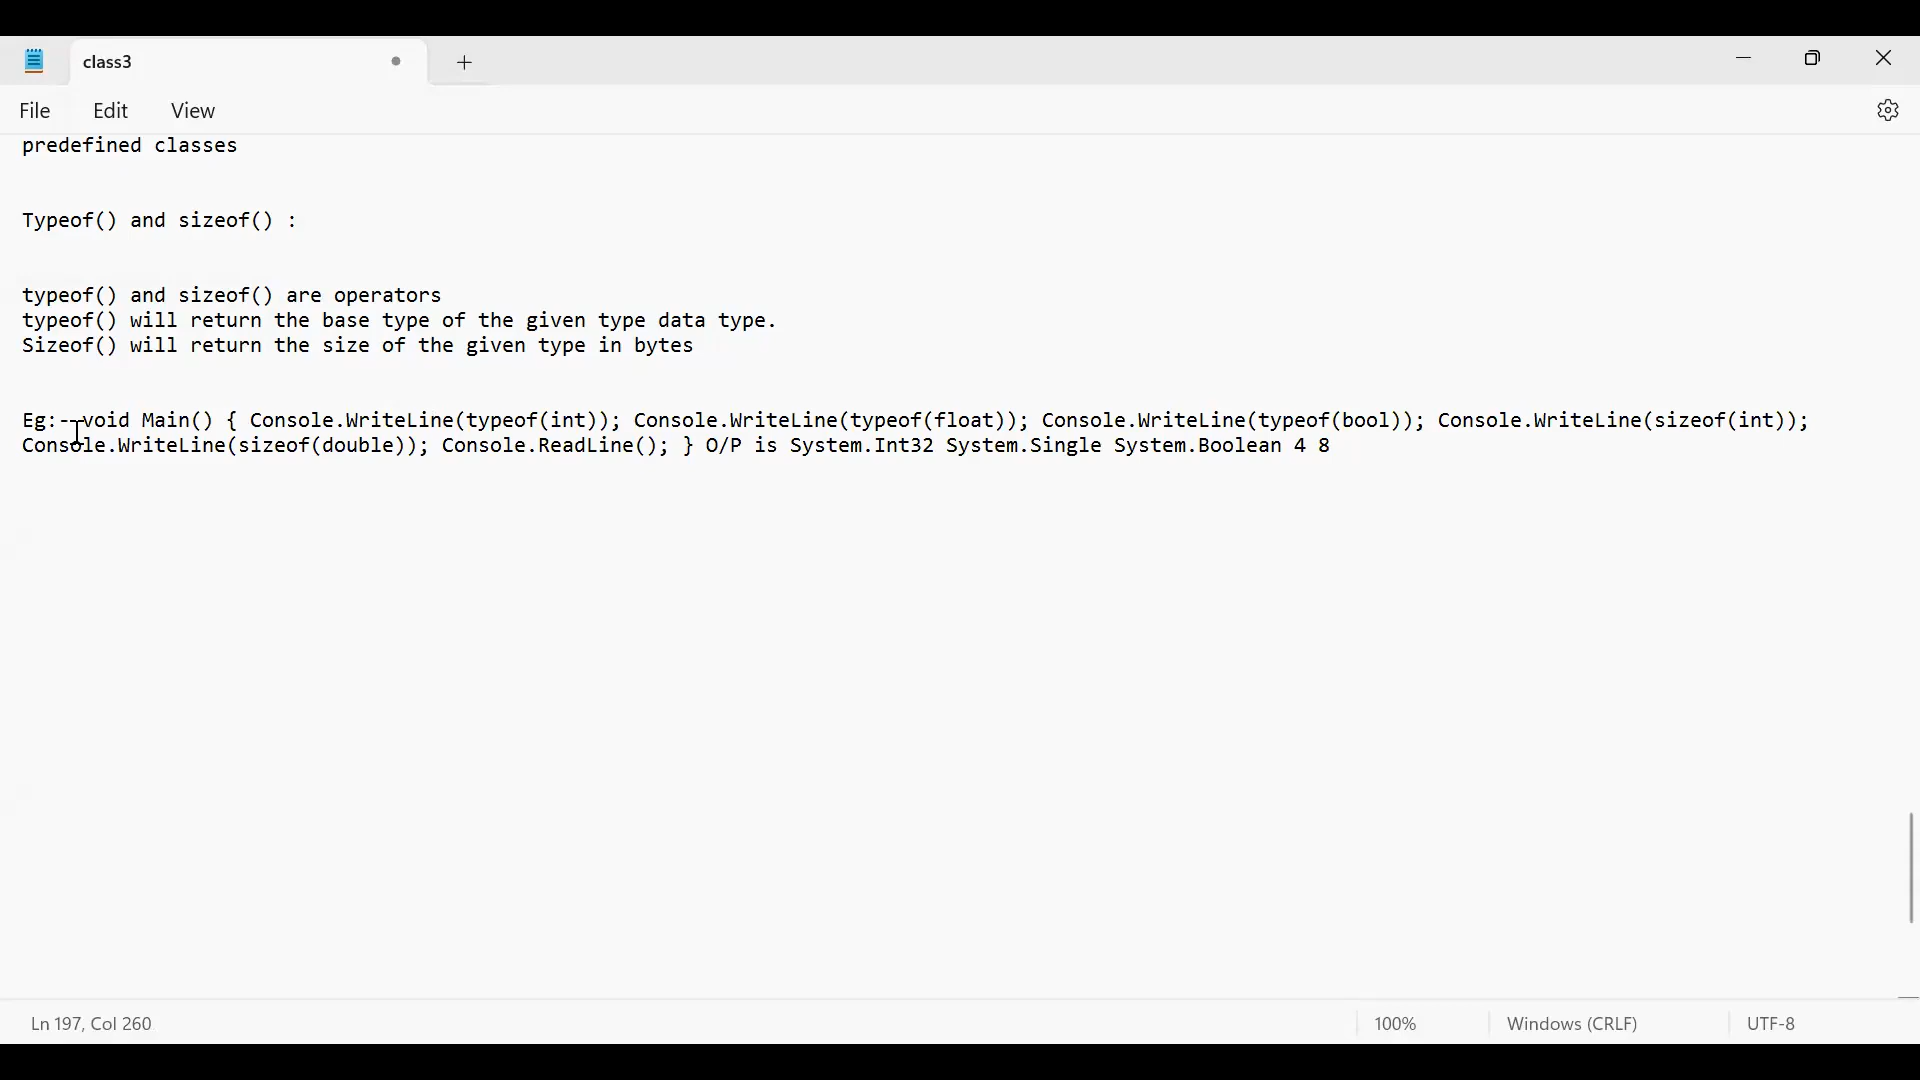 class3
File Edit View
predefined classes
Typeof() and sizeof() :
typeof() and sizeof() are operators
typeof() will return the base type of the given type data type.
Sizeof() will return the size of the given type in bytes
Eg:--void Main() { Console.WriteLine(typeof(int)); Console.WriteLine(typeof(float)); Console.WriteLine(typeof(bool)); Console.WriteLine(sizeof(int));
Console.WriteLine(sizeof(double)); Console.ReadLine(); } O/P is System.Int32 System.Single System.Boolean 4 8
Ln 197, Col 260 100% Windows (CRLF) UTF-8